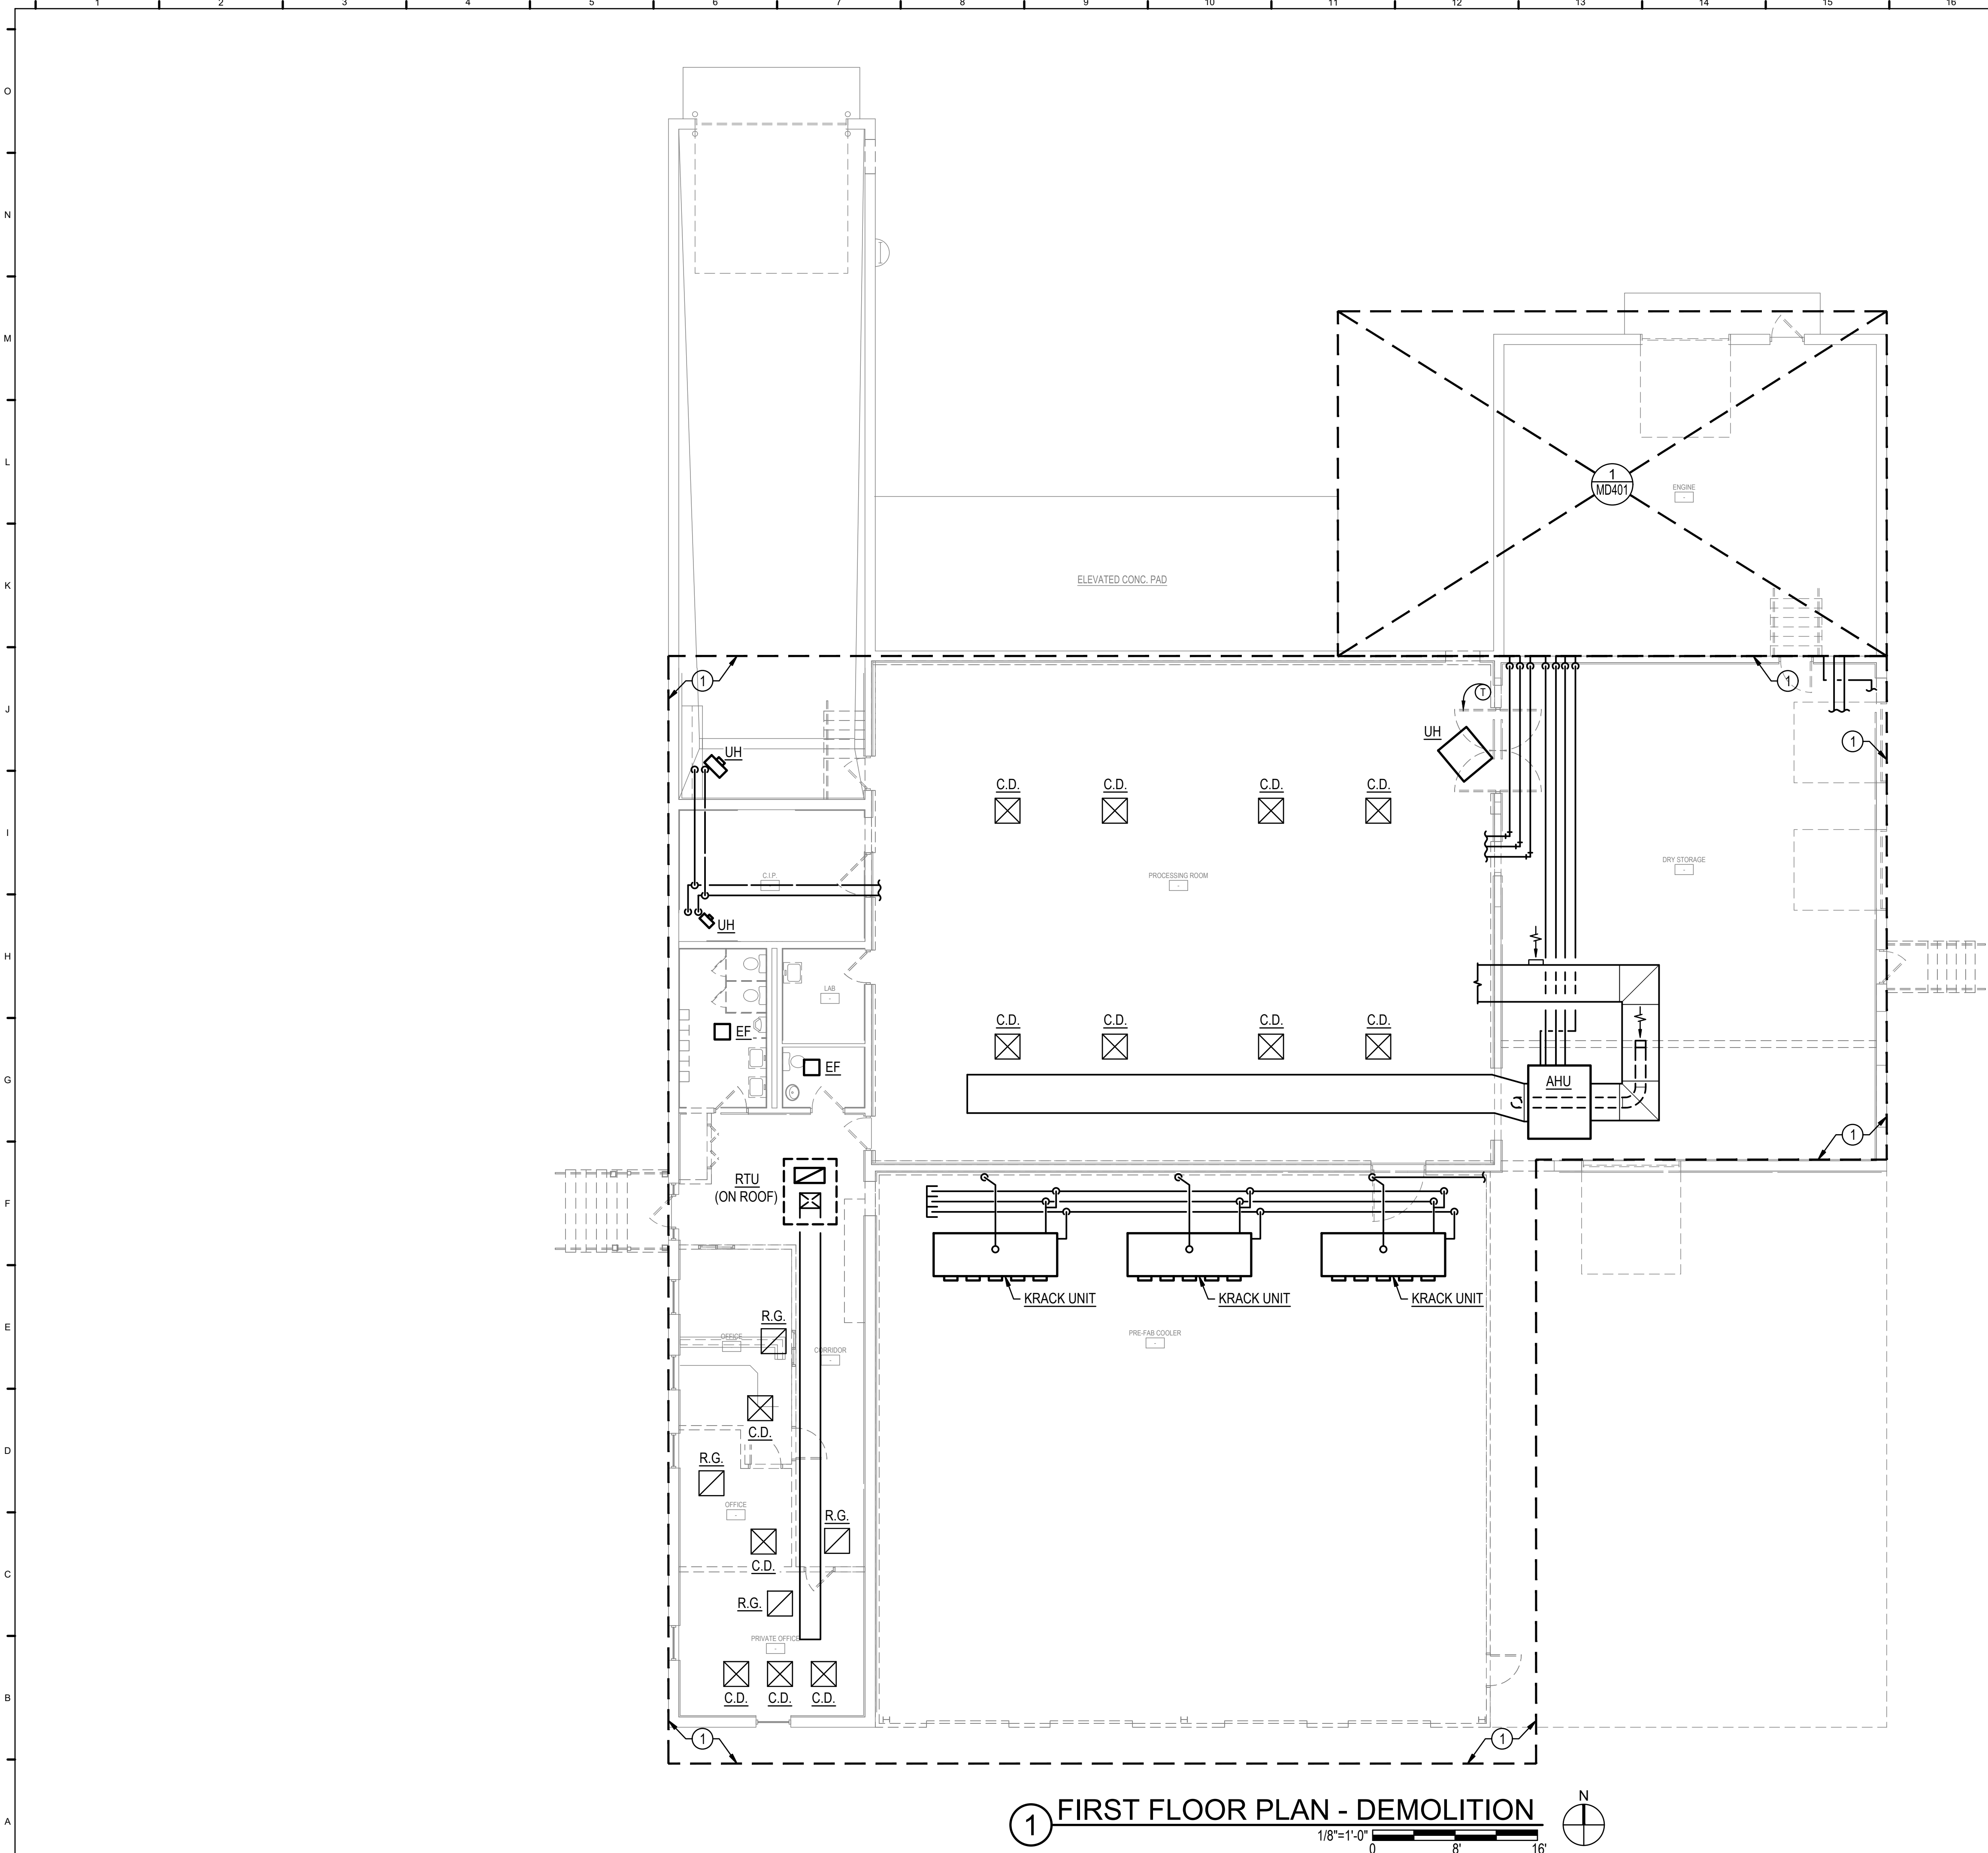 1 2 3 4 5 6 7 8 9 10 11 12 13 14 15 16
O
N
M
L
K
J
I
H
G
F
E
D
C
B
A
1
MD401
ENGINE
-
ELEVATED CONC. PAD
1
1
T
UH
UH
1
C.D. C.D. C.D. C.D.
DRY STORAGE
-
C.I.P.
-
PROCESSING ROOM
-
UH
LAB
-
C.D. C.D. C.D. C.D.
EF
EF
AHU
1
RTU
(ON ROOF)
KRACK UNIT KRACK UNIT KRACK UNIT
R.G.
OFFICE
-
CORRIDOR
-
PRE-FAB COOLER
-
C.D.
R.G.
OFFICE
-
R.G.
C.D.
R.G.
PRIVATE OFFICE
-
C.D. C.D. C.D.
1
1
1 FIRST FLOOR PLAN - DEMOLITION
N
1/8"=1'-0"
0 8' 16'